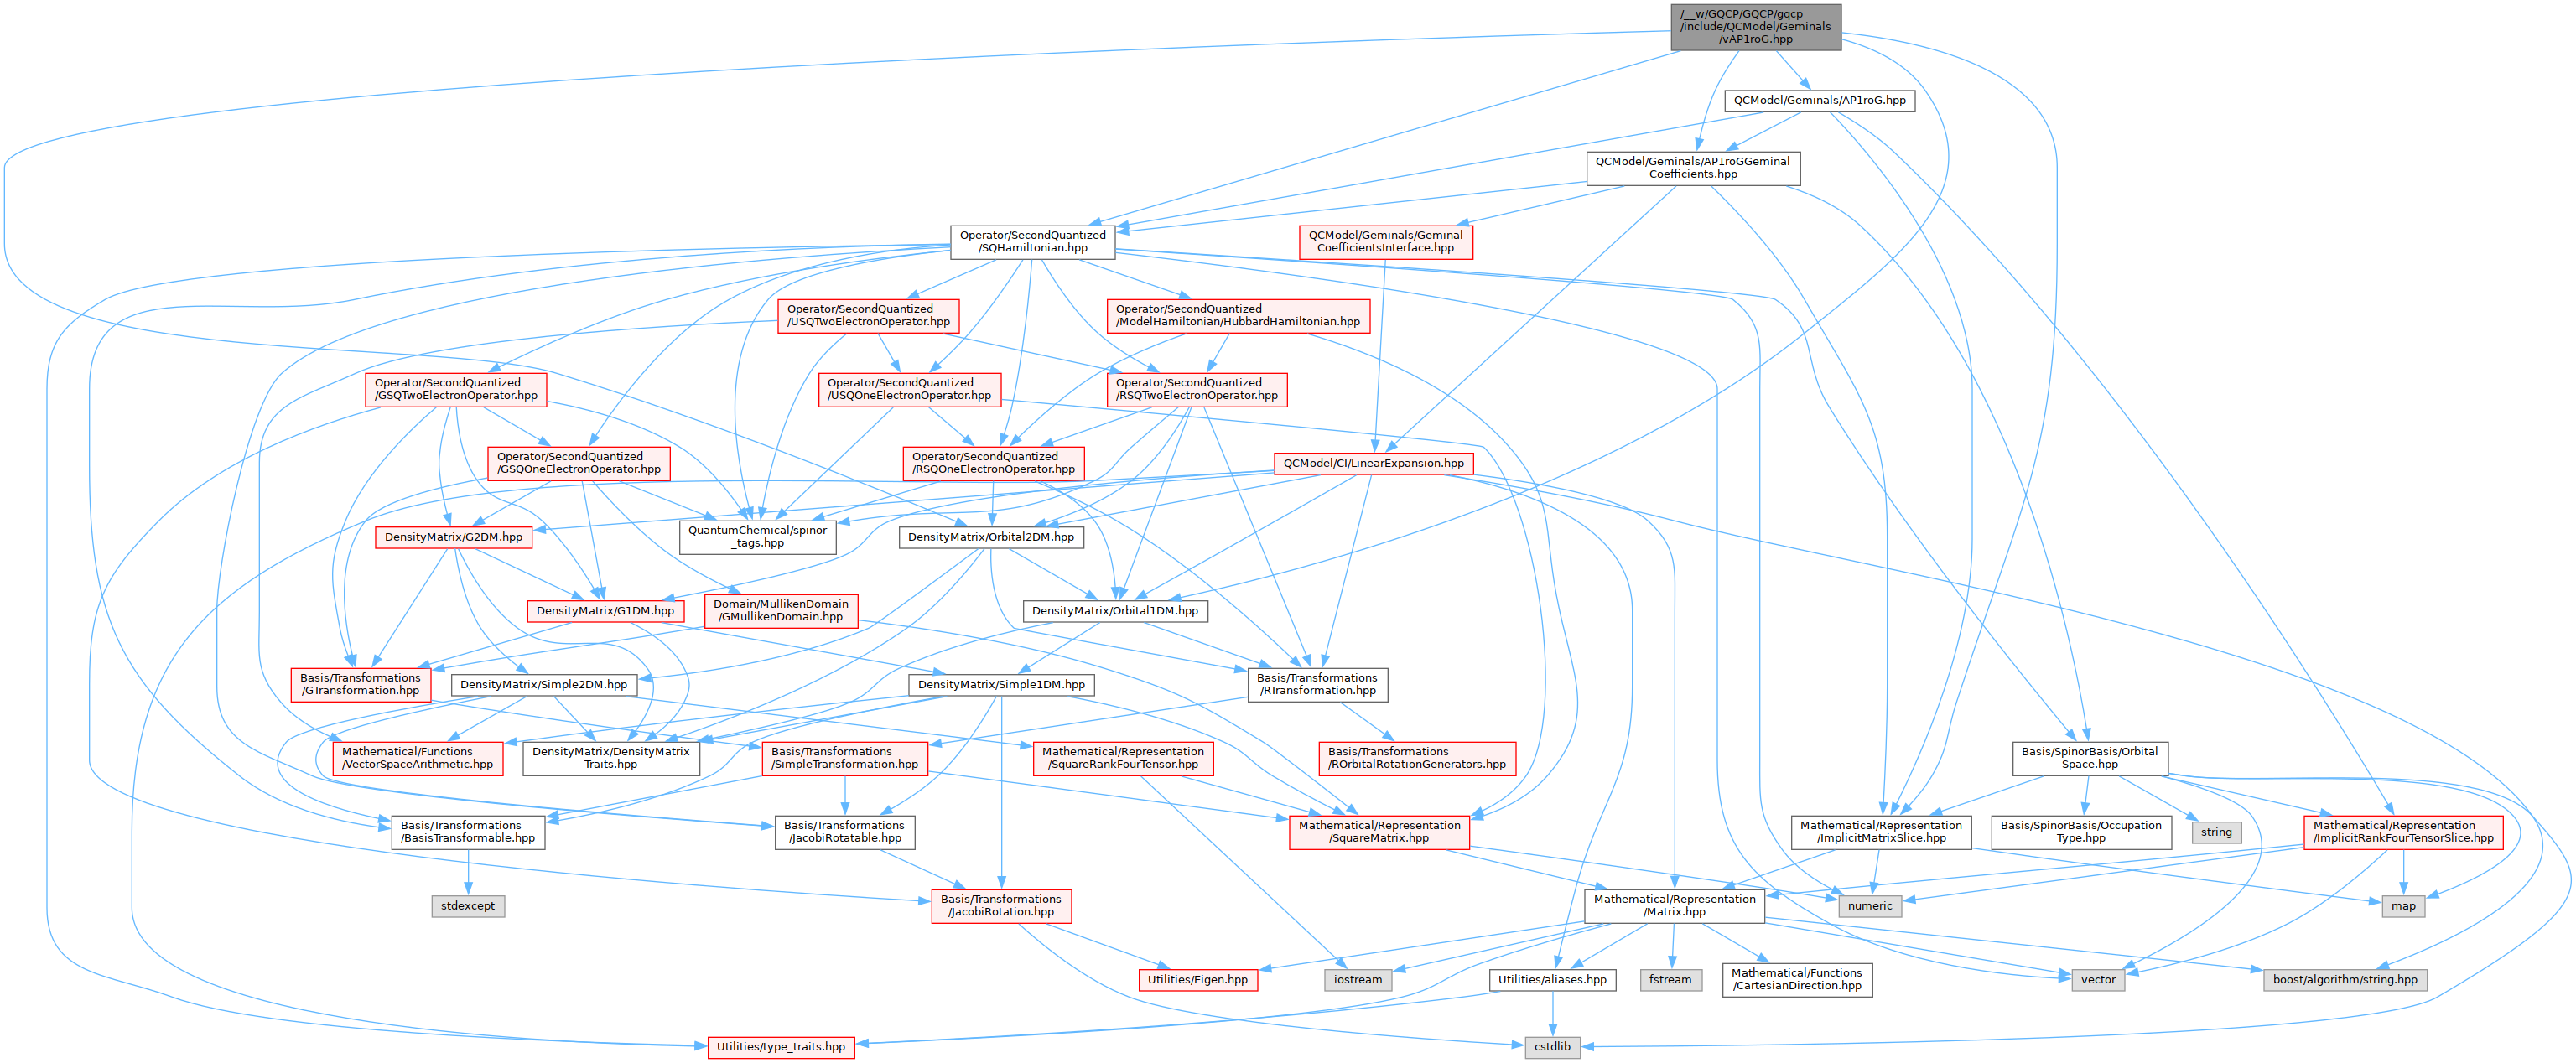 /__w/GQCP/GQCP/gqcp
/include/QCModel/Geminals
/vAP1roG.hpp
QCModel/Geminals/AP1roG.hpp
QCModel/Geminals/AP1roGGeminal
Coefficients.hpp
Operator/SecondQuantized
/SQHamiltonian.hpp
QCModel/Geminals/Geminal
CoefficientsInterface.hpp
Operator/SecondQuantized
/USQTwoElectronOperator.hpp
Operator/SecondQuantized
/ModelHamiltonian/HubbardHamiltonian.hpp
Operator/SecondQuantized
/GSQTwoElectronOperator.hpp
Operator/SecondQuantized
/USQOneElectronOperator.hpp
Operator/SecondQuantized
/RSQTwoElectronOperator.hpp
Operator/SecondQuantized
/GSQOneElectronOperator.hpp
Operator/SecondQuantized
/RSQOneElectronOperator.hpp
QCModel/CI/LinearExpansion.hpp
DensityMatrix/G2DM.hpp
QuantumChemical/spinor
_tags.hpp
DensityMatrix/Orbital2DM.hpp
DensityMatrix/G1DM.hpp
Domain/MullikenDomain
/GMullikenDomain.hpp
DensityMatrix/Orbital1DM.hpp
Basis/Transformations
/GTransformation.hpp
DensityMatrix/Simple2DM.hpp
DensityMatrix/Simple1DM.hpp
Basis/Transformations
/RTransformation.hpp
Mathematical/Functions
/VectorSpaceArithmetic.hpp
DensityMatrix/DensityMatrix
Traits.hpp
Basis/Transformations
/SimpleTransformation.hpp
Mathematical/Representation
/SquareRankFourTensor.hpp
Basis/Transformations
/ROrbitalRotationGenerators.hpp
Basis/SpinorBasis/Orbital
Space.hpp
Basis/Transformations
/BasisTransformable.hpp
Basis/Transformations
/JacobiRotatable.hpp
Mathematical/Representation
/SquareMatrix.hpp
Mathematical/Representation
/ImplicitMatrixSlice.hpp
Basis/SpinorBasis/Occupation
Type.hpp
string
Mathematical/Representation
/ImplicitRankFourTensorSlice.hpp
stdexcept
Basis/Transformations
/JacobiRotation.hpp
Mathematical/Representation
/Matrix.hpp
numeric
map
Utilities/Eigen.hpp
iostream
Utilities/aliases.hpp
fstream
Mathematical/Functions
/CartesianDirection.hpp
vector
boost/algorithm/string.hpp
Utilities/type_traits.hpp
cstdlib